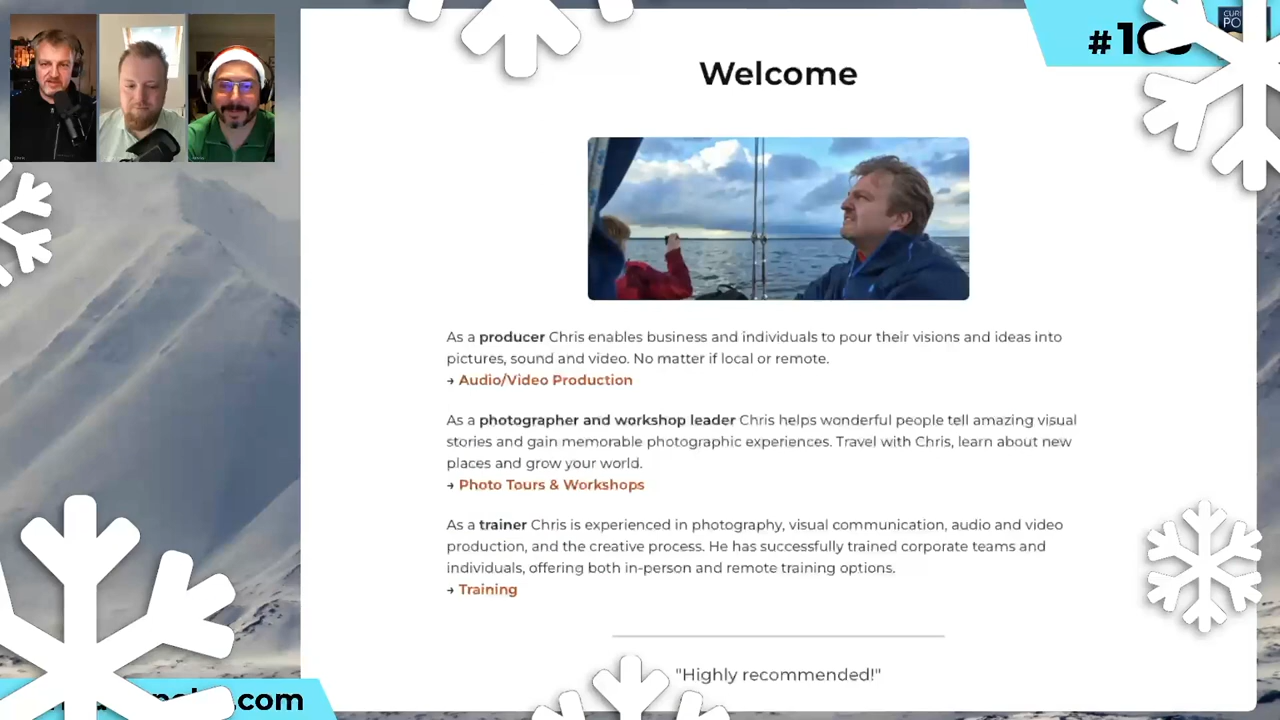 Welcome
As a producer Chris enables business and individuals to pour their visions and ideas into
pictures, sound and video. No matter if local or remote.
→ Audio/Video Production
As a photographer and workshop leader Chris helps wonderful people tell amazing visual
stories and gain memorable photographic experiences. Travel with Chris, learn about new
places and grow your world.
→ Photo Tours & Workshops
As a trainer Chris is experienced in photography, visual communication, audio and video
production, and the creative process. He has successfully trained corporate teams and
individuals, offering both in-person and remote training options.
→ Training
"Highly recommended!"
.com